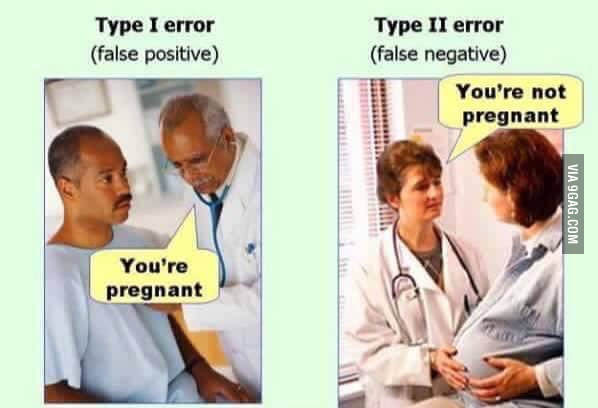 Type I error
(false positive)
You're
pregnant
Type II error
(false negative)
You're not
pregnant
VIA 9GAG.COM